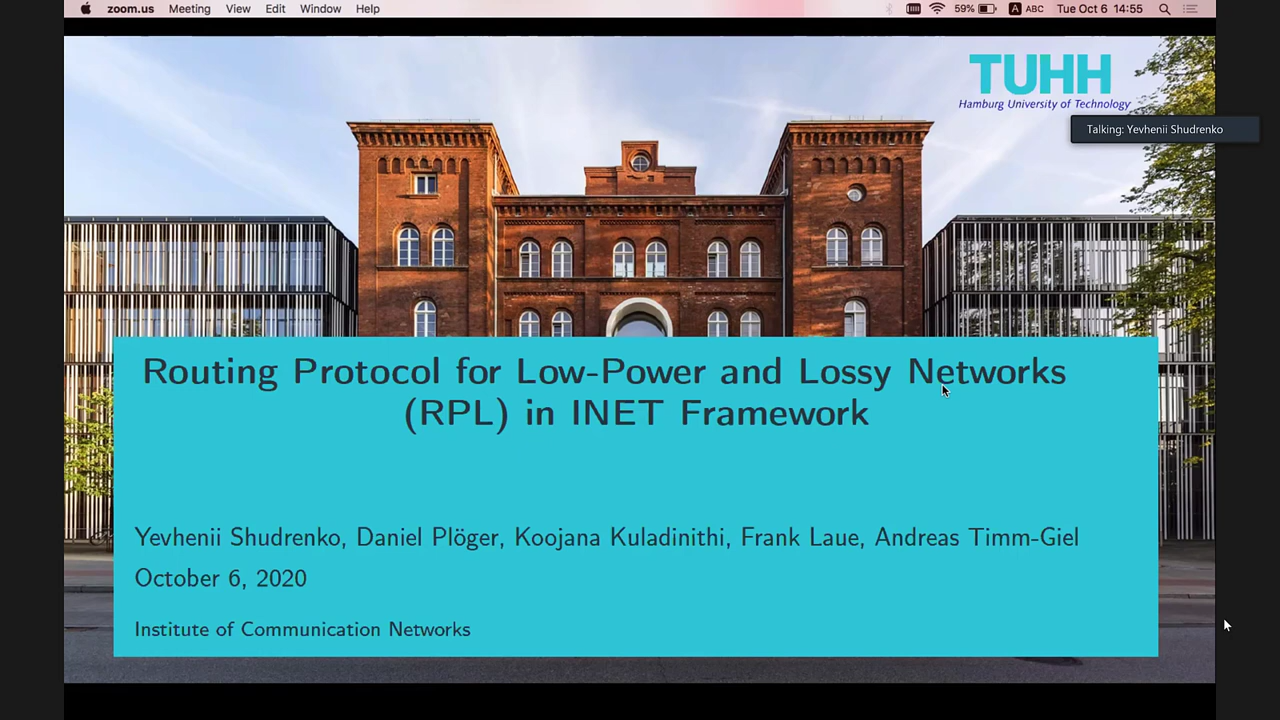 zoom.us Meeting View Edit Window Help 59% A ABC Tue Oct 6 14:55
TUHH
Hamburg University of Technology
Talking: Yevhenii Shudrenko
Routing Protocol for Low-Power and Lossy Networks
(RPL) in INET Framework
Yevhenii Shudrenko, Daniel Plöger, Koojana Kuladinithi, Frank Laue, Andreas Timm-Giel
October 6, 2020
Institute of Communication Networks